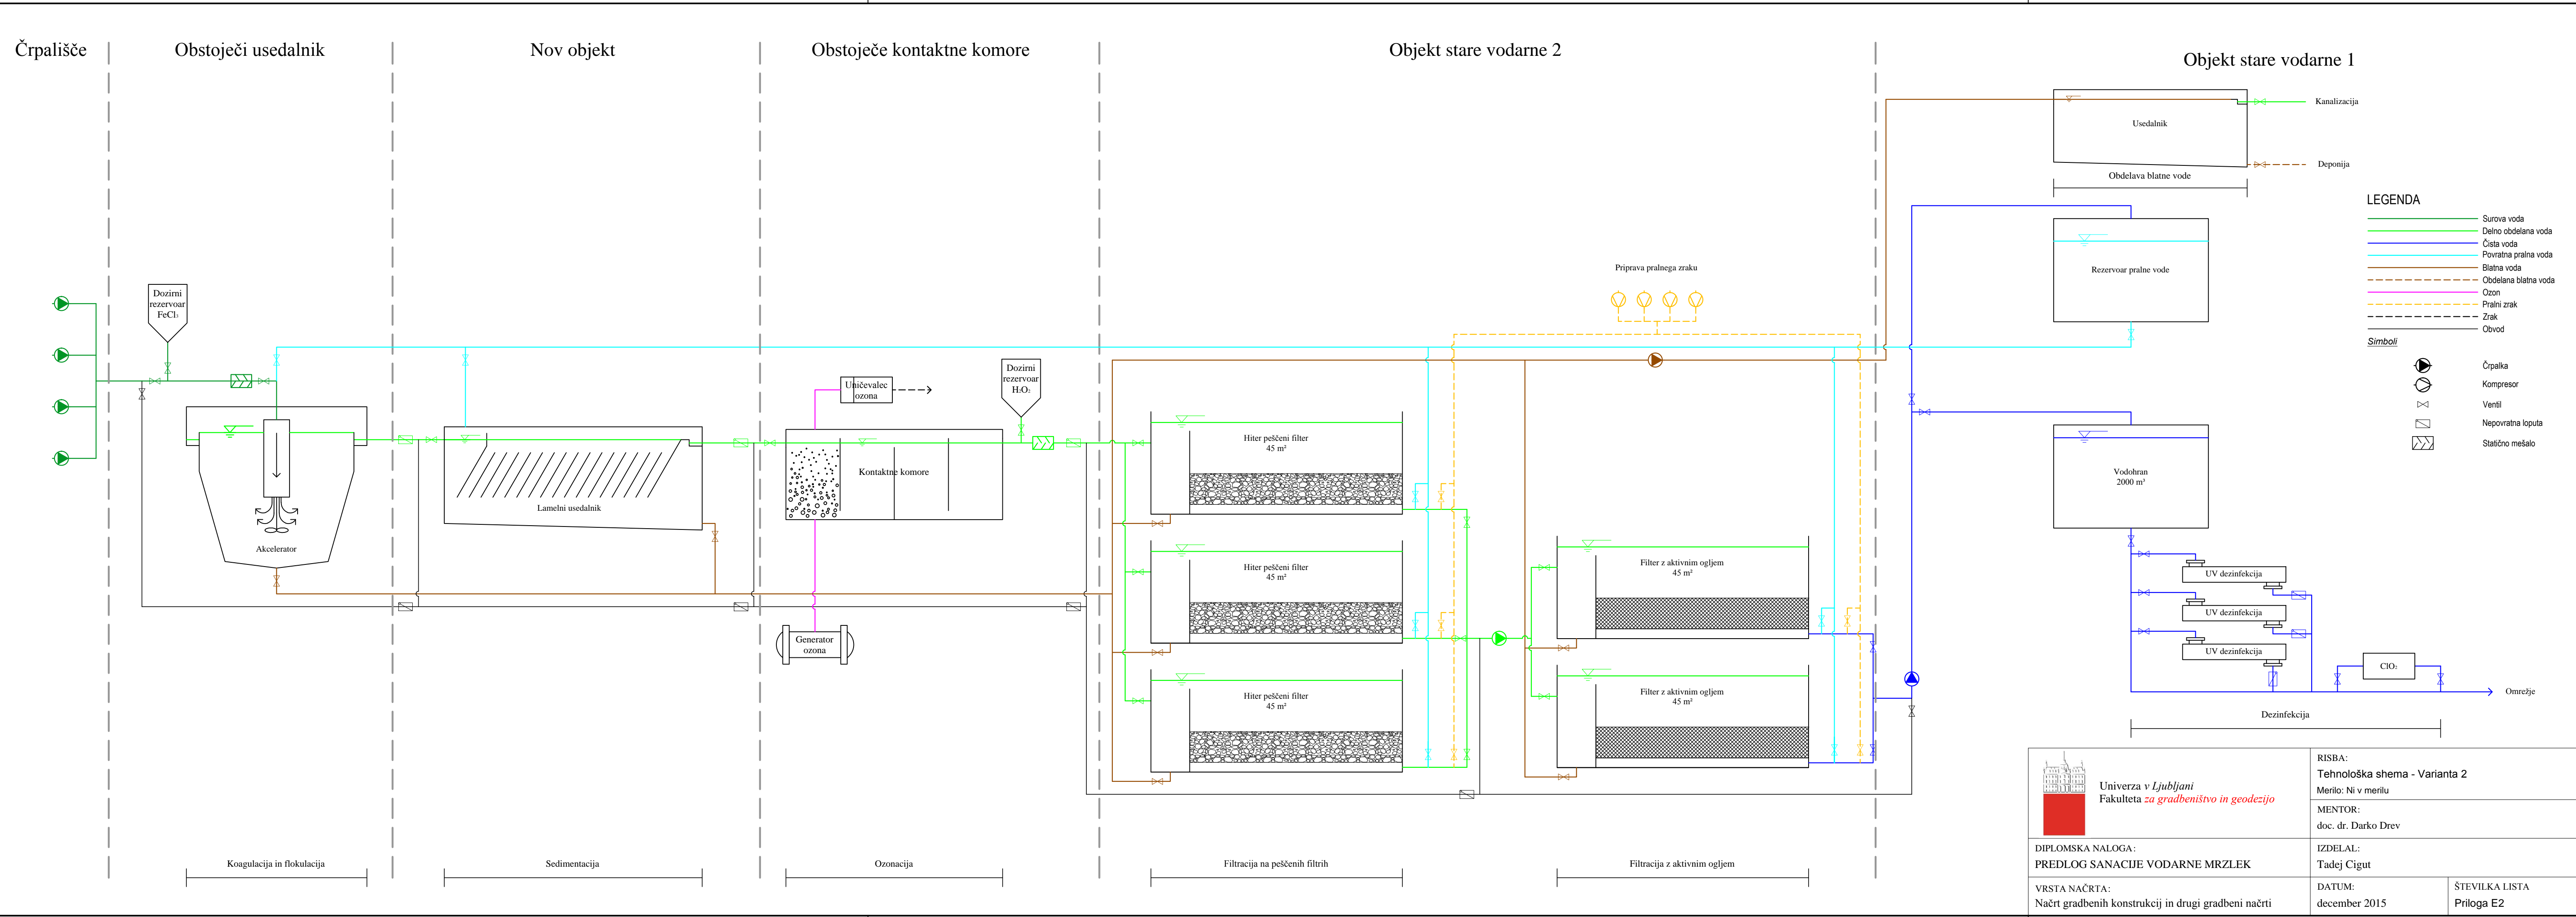 Črpališče
Obstoječi usedalnik
Nov objekt
Obstoječe kontaktne komore
Objekt stare vodarne 2
Objekt stare vodarne 1
Usedalnik
Kanalizacija
Deponija
Obdelava blatne vode
LEGENDA
Surova voda
Delno obdelana voda
Čista voda
Povratna pralna voda
Blatna voda
Obdelana blatna voda
Ozon
Pralni zrak
Zrak
Obvod
Simboli
Črpalka
Kompresor
Ventil
Nepovratna loputa
Statično mešalo
Rezervoar pralne vode
Priprava pralnega zraku
Dozirni
rezervoar
FeCl₃
Akcelerator
Lamelni usedalnik
Uničevalec
ozona
Dozirni
rezervoar
H₂O₂
Kontaktne komore
Generator
ozona
Hiter peščeni filter
45 m²
Hiter peščeni filter
45 m²
Hiter peščeni filter
45 m²
Filter z aktivnim ogljem
45 m²
Filter z aktivnim ogljem
45 m²
Vodohran
2000 m³
UV dezinfekcija
UV dezinfekcija
UV dezinfekcija
ClO₂
Omrežje
Dezinfekcija
Koagulacija in flokulacija
Sedimentacija
Ozonacija
Filtracija na peščenih filtrih
Filtracija z aktivnim ogljem
Univerza v Ljubljani
Fakulteta za gradbeništvo in geodezijo
RISBA:
Tehnološka shema - Varianta 2
Merilo: Ni v merilu
MENTOR:
doc. dr. Darko Drev
DIPLOMSKA NALOGA:
PREDLOG SANACIJE VODARNE MRZLEK
IZDELAL:
Tadej Cigut
VRSTA NAČRTA:
Načrt gradbenih konstrukcij in drugi gradbeni načrti
DATUM:
december 2015
ŠTEVILKA LISTA
Priloga E2